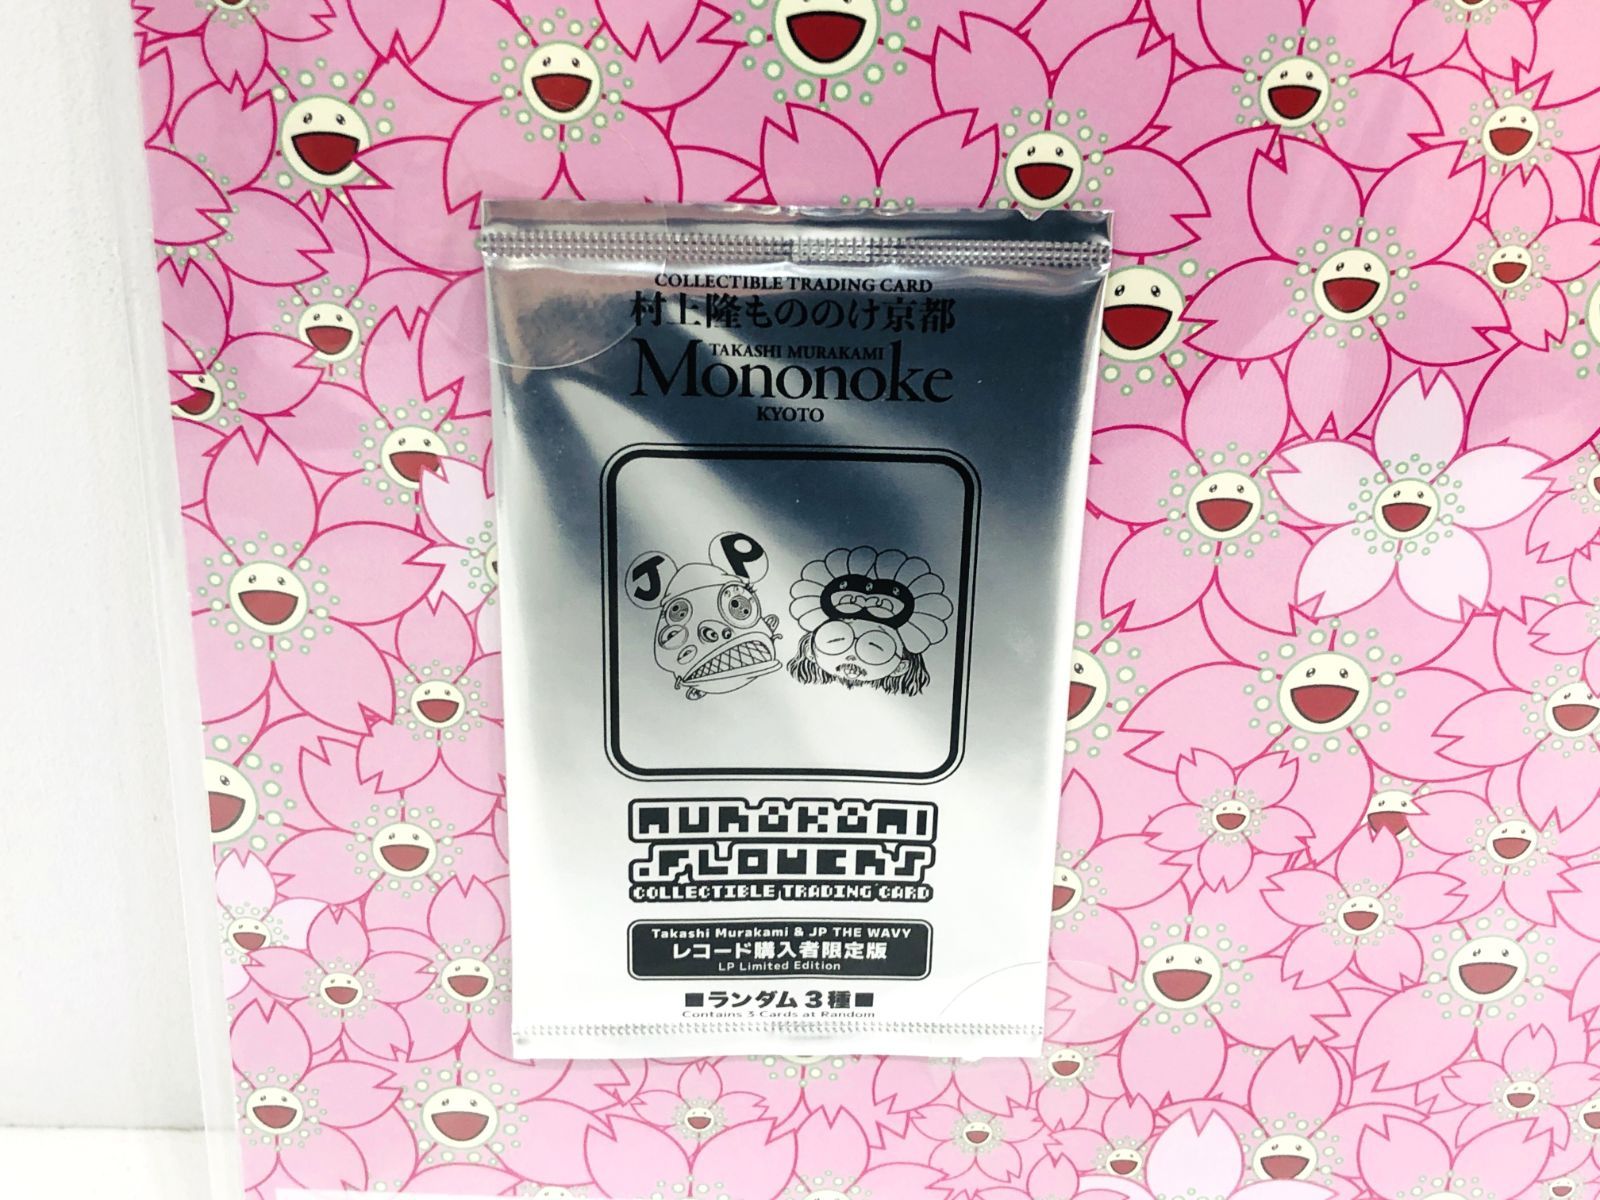 COLLECTIBLE TRADING CARD
村上隆もののけ京都
TAKASHI MURAKAMI
Mononoke
KYOTO
J P
MURAKAMI
.FLOWERS
COLLECTIBLE TRADING CARD
Takashi Murakami & JP THE WAVY
レコード購入者限定版
LP Limited Edition
■ランダム3種■
Contains 3 Cards at Random